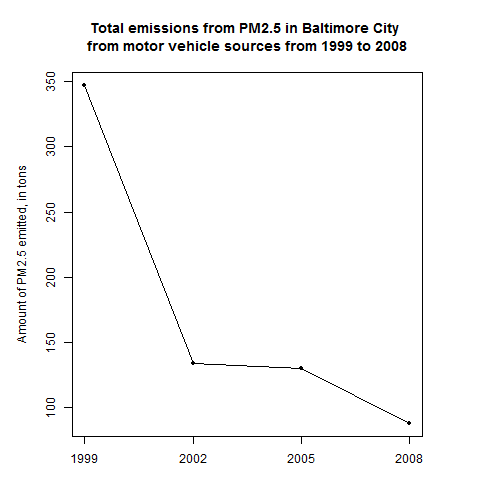 Total emissions from PM2.5 in Baltimore City
from motor vehicle sources from 1999 to 2008
Amount of PM2.5 emitted, in tons
350
300
250
200
150
100
1999 2002 2005 2008